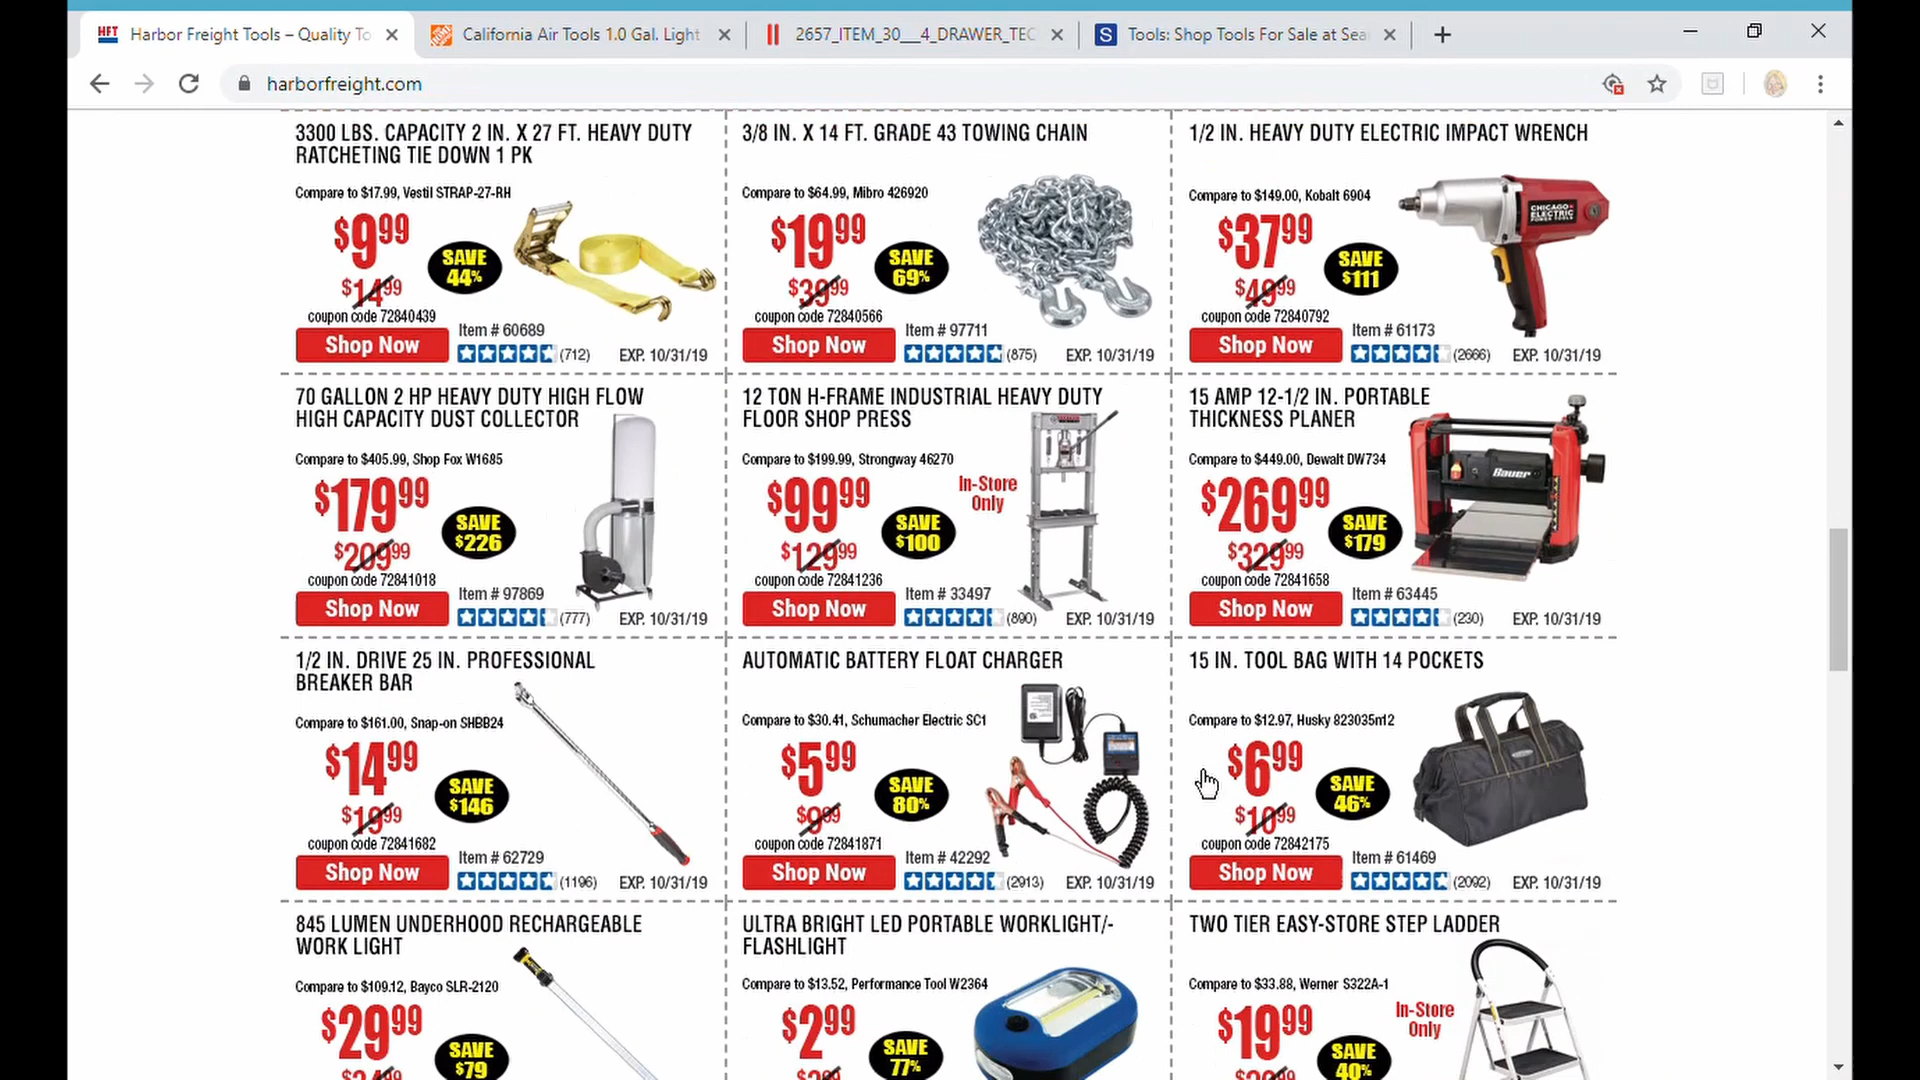 Harbor Freight Tools – Quality To
California Air Tools 1.0 Gal. Light
2657_ITEM_30___4_DRAWER_TEC
Tools: Shop Tools For Sale at Sea
harborfreight.com
3300 LBS. CAPACITY 2 IN. X 27 FT. HEAVY DUTY
RATCHETING TIE DOWN 1 PK
Compare to $17.99, Vestil STRAP-27-RH
$9.99
SAVE
44%
$14.99
coupon code 72840439
Shop Now
Item # 60689
(712)
EXP. 10/31/19
3/8 IN. X 14 FT. GRADE 43 TOWING CHAIN
Compare to $64.99, Mibro 426920
$19.99
SAVE
69%
$39.99
coupon code 72840566
Shop Now
Item # 97711
(875)
EXP. 10/31/19
1/2 IN. HEAVY DUTY ELECTRIC IMPACT WRENCH
Compare to $149.00, Kobalt 6904
$37.99
SAVE
$111
$49.99
CHICAGO
ELECTRIC
POWER TOOLS
coupon code 72840792
Shop Now
Item # 61173
(2666)
EXP. 10/31/19
70 GALLON 2 HP HEAVY DUTY HIGH FLOW
HIGH CAPACITY DUST COLLECTOR
Compare to $405.99, Shop Fox W1685
$179.99
SAVE
$226
$209.99
coupon code 72841018
Shop Now
Item # 97869
(777)
EXP. 10/31/19
12 TON H-FRAME INDUSTRIAL HEAVY DUTY
FLOOR SHOP PRESS
Compare to $199.99, Strongway 46270
In-Store
Only
$99.99
SAVE
$100
$129.99
coupon code 72841236
Shop Now
Item # 33497
(890)
EXP. 10/31/19
15 AMP 12-1/2 IN. PORTABLE
THICKNESS PLANER
Compare to $449.00, Dewalt DW734
Bauer
$269.99
SAVE
$179
$329.99
coupon code 72841658
Shop Now
Item # 63445
(230)
EXP. 10/31/19
1/2 IN. DRIVE 25 IN. PROFESSIONAL
BREAKER BAR
Compare to $161.00, Snap-on SHBB24
$14.99
SAVE
$146
$19.99
coupon code 72841682
Shop Now
Item # 62729
(1196)
EXP. 10/31/19
AUTOMATIC BATTERY FLOAT CHARGER
Compare to $30.41, Schumacher Electric SC1
$5.99
SAVE
80%
$9.99
coupon code 72841871
Shop Now
Item # 42292
(2913)
EXP. 10/31/19
15 IN. TOOL BAG WITH 14 POCKETS
Compare to $12.97, Husky 823035m12
$6.99
SAVE
46%
$10.99
coupon code 72842175
Shop Now
Item # 61469
(2092)
EXP. 10/31/19
845 LUMEN UNDERHOOD RECHARGEABLE
WORK LIGHT
Compare to $109.12, Bayco SLR-2120
$29.99
SAVE
$79
ULTRA BRIGHT LED PORTABLE WORKLIGHT/-
FLASHLIGHT
Compare to $13.52, Performance Tool W2364
$2.99
SAVE
77%
TWO TIER EASY-STORE STEP LADDER
Compare to $33.88, Werner S322A-1
In-Store
Only
$19.99
SAVE
40%